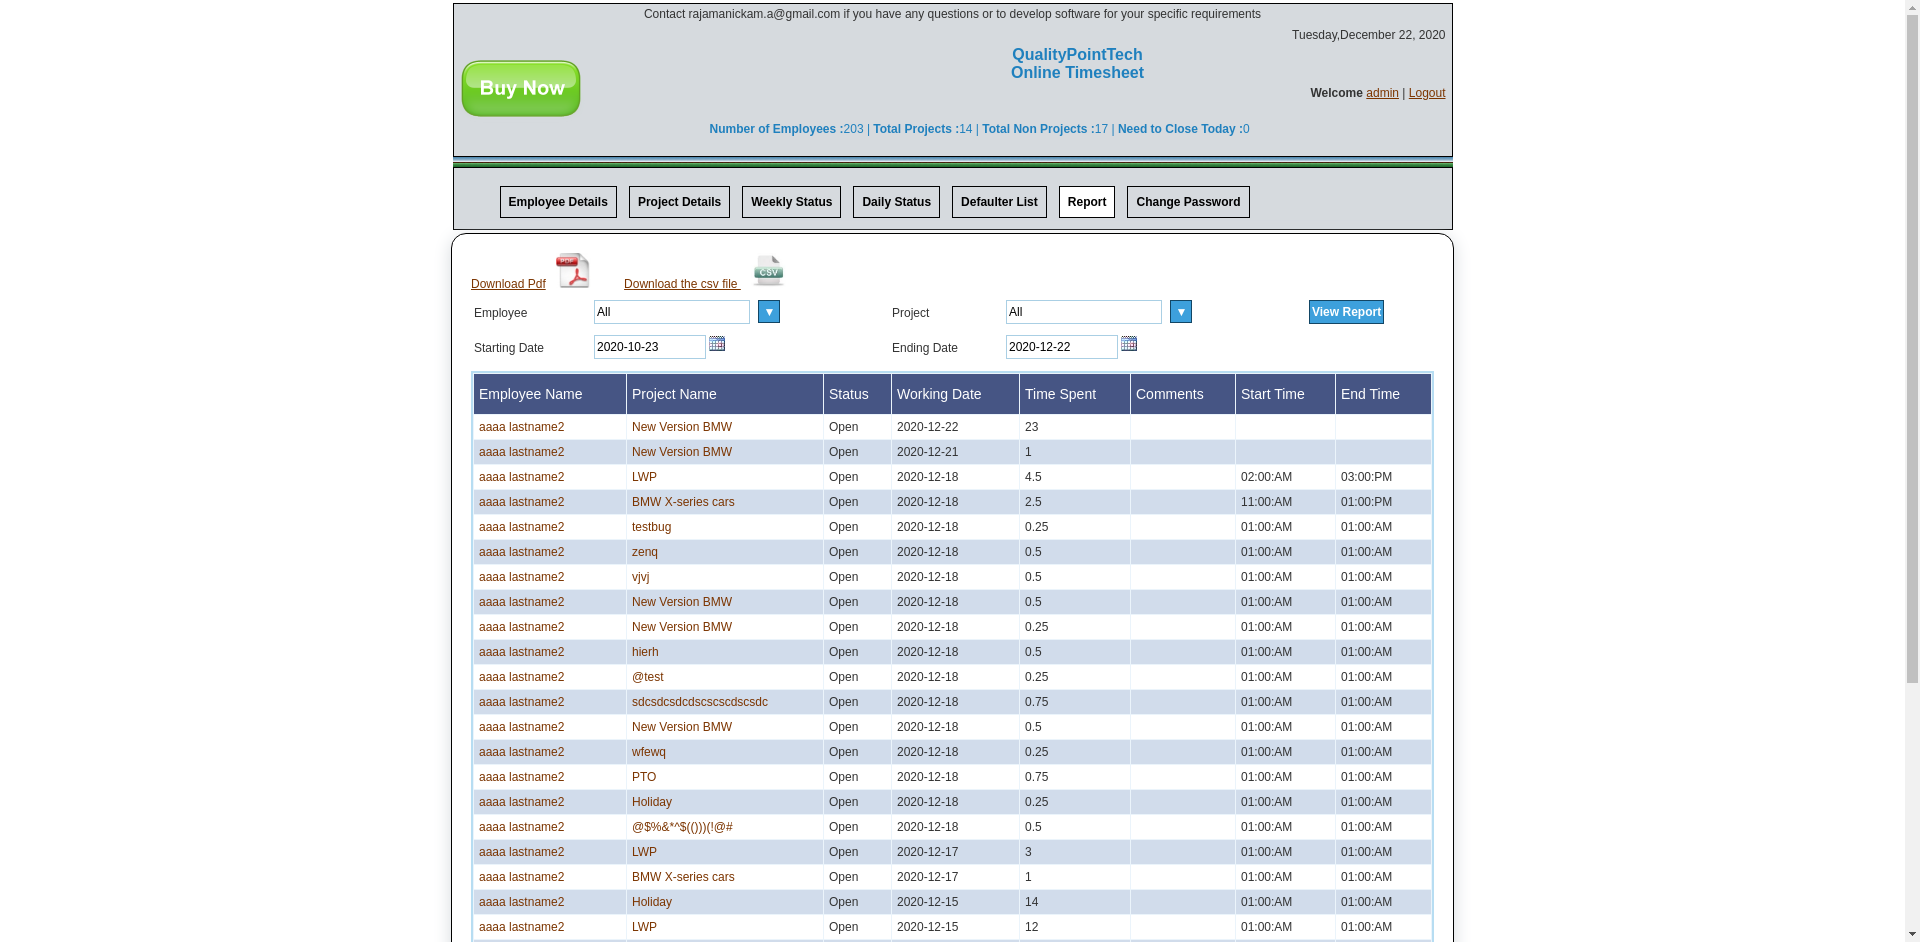 Contact rajamanickam.a@gmail.com if you have any questions or to develop software for your specific requirements
Tuesday,December 22, 2020
QualityPointTech
Online Timesheet
Buy Now
Welcome admin | Logout
Number of Employees :203 | Total Projects :14 | Total Non Projects :17 | Need to Close Today :0
Employee Details Project Details Weekly Status Daily Status Defaulter List Report Change Password
Download Pdf PDF Download the csv file CSV
Employee All ▼ Project All ▼ View Report
Starting Date 2020-10-23 Ending Date 2020-12-22
Employee Name Project Name Status Working Date Time Spent Comments Start Time End Time
aaaa lastname2 New Version BMW Open 2020-12-22 23
aaaa lastname2 New Version BMW Open 2020-12-21 1
aaaa lastname2 LWP Open 2020-12-18 4.5 02:00:AM 03:00:PM
aaaa lastname2 BMW X-series cars Open 2020-12-18 2.5 11:00:AM 01:00:PM
aaaa lastname2 testbug Open 2020-12-18 0.25 01:00:AM 01:00:AM
aaaa lastname2 zenq Open 2020-12-18 0.5 01:00:AM 01:00:AM
aaaa lastname2 vjvj Open 2020-12-18 0.5 01:00:AM 01:00:AM
aaaa lastname2 New Version BMW Open 2020-12-18 0.5 01:00:AM 01:00:AM
aaaa lastname2 New Version BMW Open 2020-12-18 0.25 01:00:AM 01:00:AM
aaaa lastname2 hierh Open 2020-12-18 0.5 01:00:AM 01:00:AM
aaaa lastname2 @test Open 2020-12-18 0.25 01:00:AM 01:00:AM
aaaa lastname2 sdcsdcsdcdscscscdscsdc Open 2020-12-18 0.75 01:00:AM 01:00:AM
aaaa lastname2 New Version BMW Open 2020-12-18 0.5 01:00:AM 01:00:AM
aaaa lastname2 wfewq Open 2020-12-18 0.25 01:00:AM 01:00:AM
aaaa lastname2 PTO Open 2020-12-18 0.75 01:00:AM 01:00:AM
aaaa lastname2 Holiday Open 2020-12-18 0.25 01:00:AM 01:00:AM
aaaa lastname2 @$%&*^$(()))(!@# Open 2020-12-18 0.5 01:00:AM 01:00:AM
aaaa lastname2 LWP Open 2020-12-17 3 01:00:AM 01:00:AM
aaaa lastname2 BMW X-series cars Open 2020-12-17 1 01:00:AM 01:00:AM
aaaa lastname2 Holiday Open 2020-12-15 14 01:00:AM 01:00:AM
aaaa lastname2 LWP Open 2020-12-15 12 01:00:AM 01:00:AM